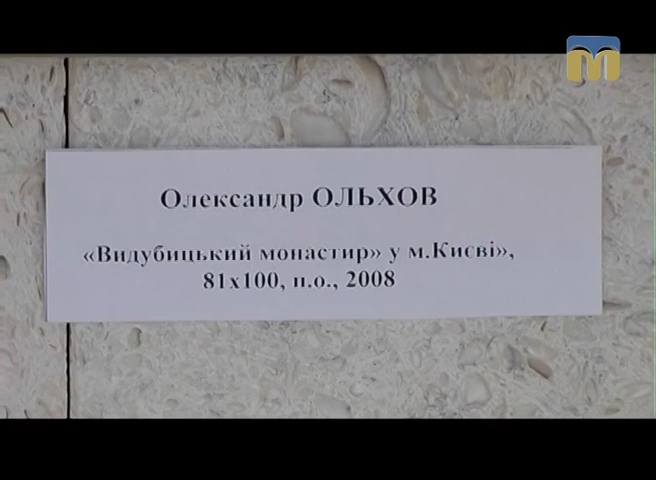 Олександр ОЛЬХОВ
«Видубицький монастир» у м.Києві»,
81х100, п.о., 2008